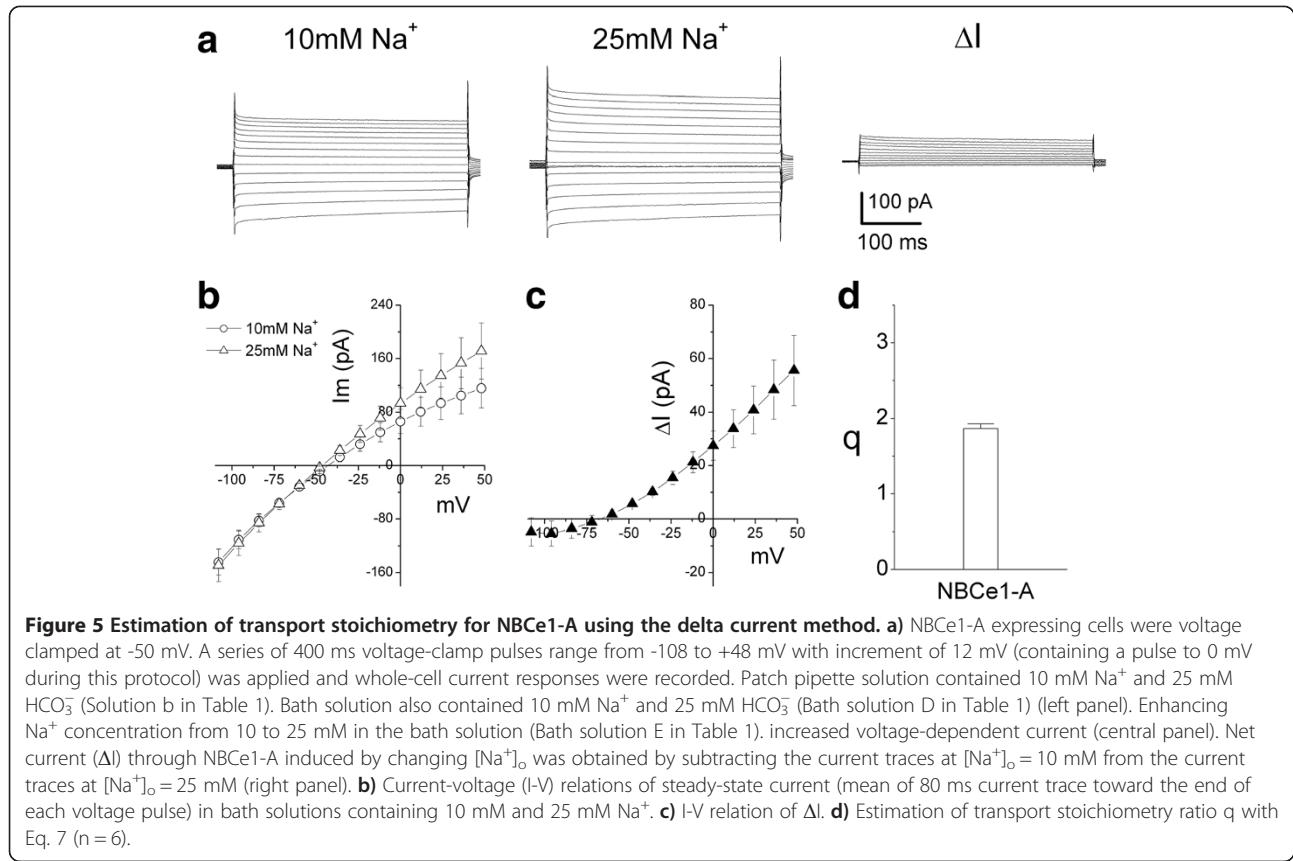 a 10mM Na⁺ 25mM Na⁺ ΔI
100 pA
100 ms
b c d
240
160
80
0
-80
-160
Im (pA)
-100 -75 -50 -25 0 25 50
mV
10mM Na⁺
25mM Na⁺
80
60
40
20
0
-20
ΔI (pA)
-100 -75 -50 -25 0 25 50
mV
3
2
1
0
q
NBCe1-A
Figure 5 Estimation of transport stoichiometry for NBCe1-A using the delta current method. a) NBCe1-A expressing cells were voltage
clamped at -50 mV. A series of 400 ms voltage-clamp pulses range from -108 to +48 mV with increment of 12 mV (containing a pulse to 0 mV
during this protocol) was applied and whole-cell current responses were recorded. Patch pipette solution contained 10 mM Na⁺ and 25 mM
HCO₃⁻ (Solution b in Table 1). Bath solution also contained 10 mM Na⁺ and 25 mM HCO₃⁻ (Bath solution D in Table 1) (left panel). Enhancing
Na⁺ concentration from 10 to 25 mM in the bath solution (Bath solution E in Table 1). increased voltage-dependent current (central panel). Net
current (ΔI) through NBCe1-A induced by changing [Na⁺]ₒ was obtained by subtracting the current traces at [Na⁺]ₒ = 10 mM from the current
traces at [Na⁺]ₒ = 25 mM (right panel). b) Current-voltage (I-V) relations of steady-state current (mean of 80 ms current trace toward the end of
each voltage pulse) in bath solutions containing 10 mM and 25 mM Na⁺. c) I-V relation of ΔI. d) Estimation of transport stoichiometry ratio q with
Eq. 7 (n = 6).